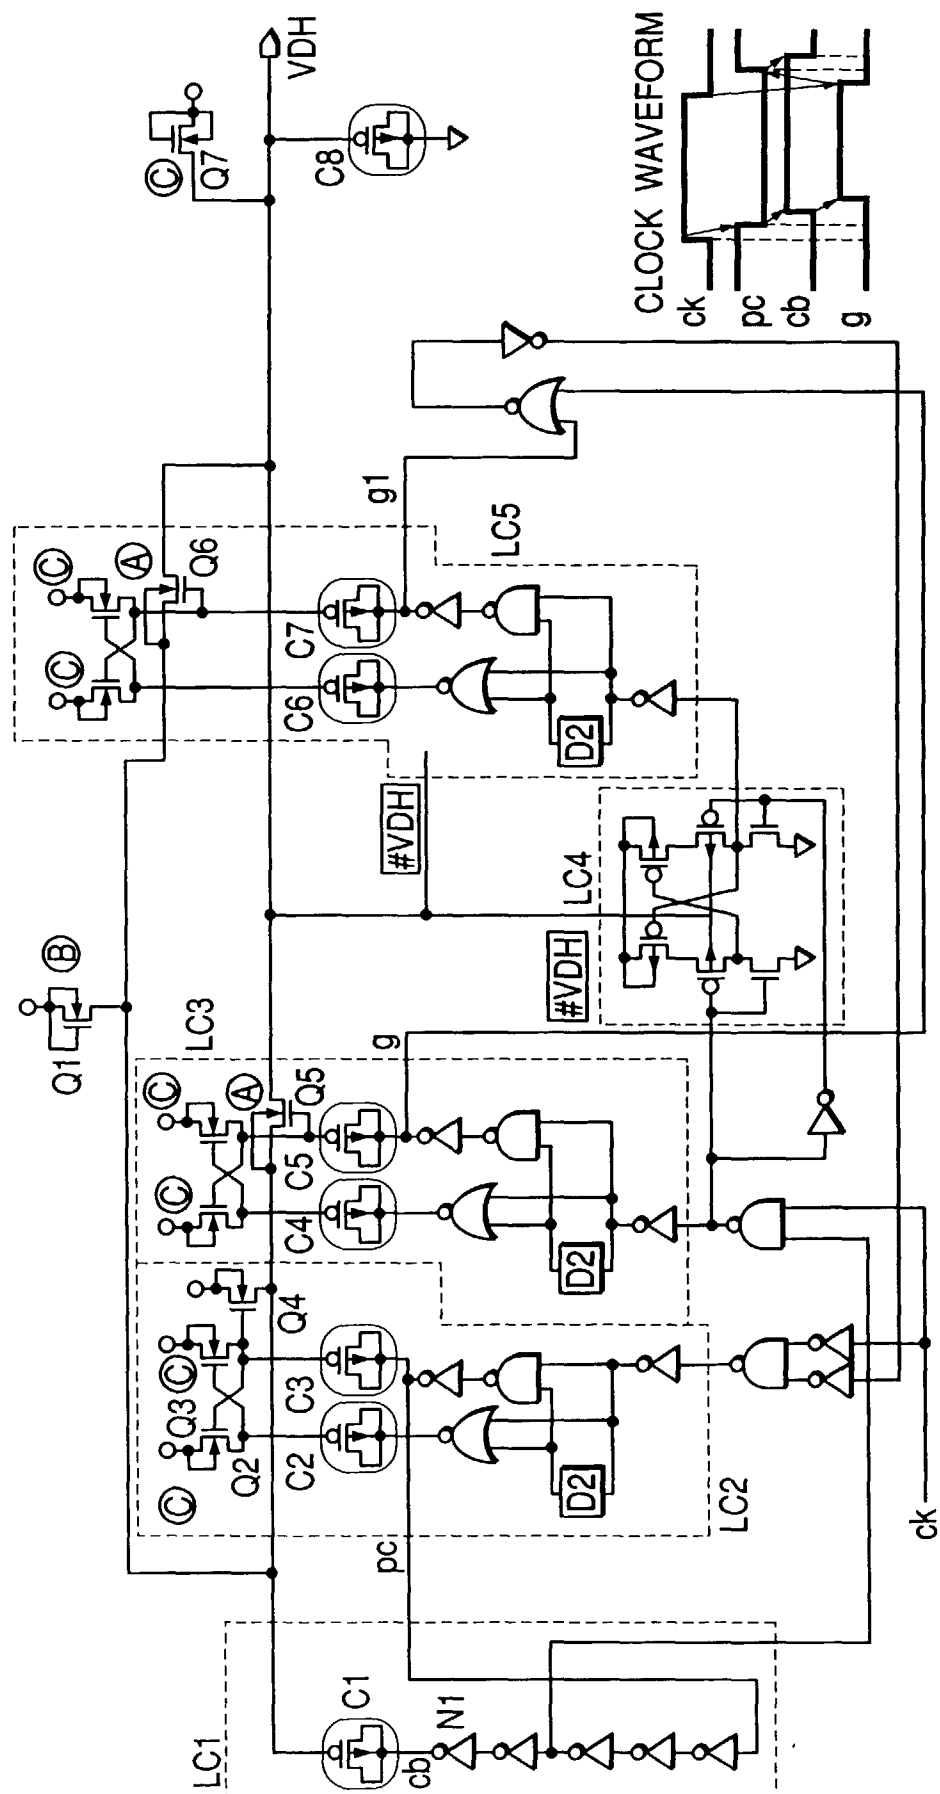 VDH
Q7
Ⓒ
C8
CLOCK WAVEFORM
ck
pc
cb
g
Ⓒ
Ⓒ
Ⓐ
Q6
C7
C6
g1
LC5
D2
#VDH
LC4
#VDH
Q1
Ⓑ
LC3
Ⓒ
Ⓒ
Ⓐ
Q5
C5
C4
g
D2
Q4
Ⓒ
Q3
Ⓒ
Q2
C3
C2
D2
LC2
pc
ck
LC1
C1
N1
cb